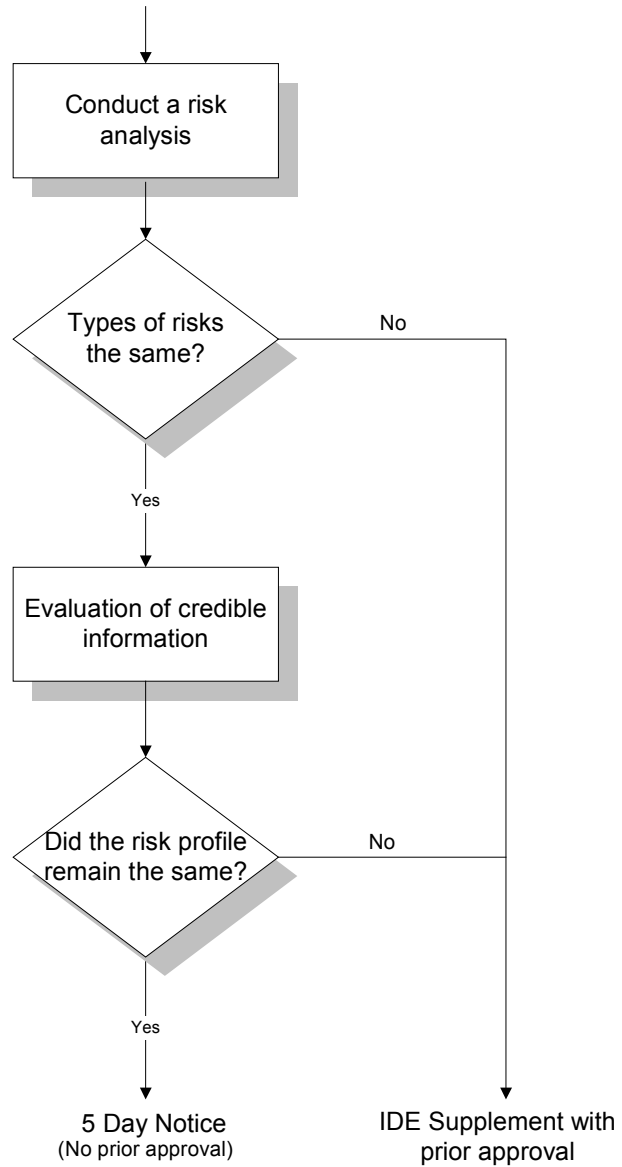 Conduct a risk
analysis
Types of risks
the same?
No
Yes
Evaluation of credible
information
Did the risk profile
remain the same?
No
Yes
5 Day Notice
(No prior approval)
IDE Supplement with
prior approval